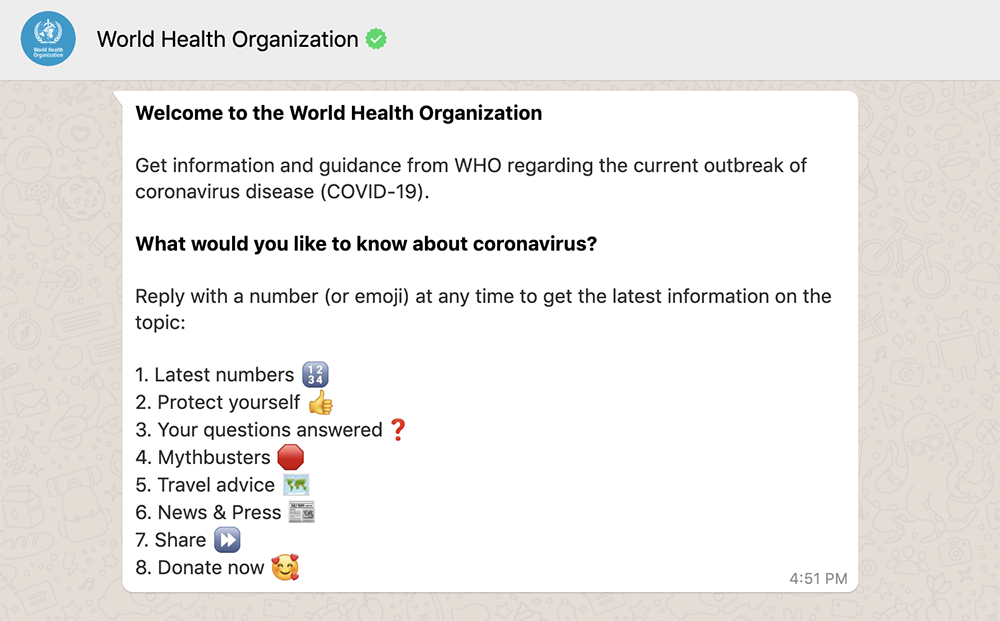 World Health Organization
World Health Organization
Welcome to the World Health Organization
Get information and guidance from WHO regarding the current outbreak of
coronavirus disease (COVID-19).
What would you like to know about coronavirus?
Reply with a number (or emoji) at any time to get the latest information on the
topic:
1. Latest numbers 🔢
2. Protect yourself 👍
3. Your questions answered ❓
4. Mythbusters 🛑
5. Travel advice 🗺️
6. News & Press 📰
7. Share ⏩
8. Donate now 🥰
4:51 PM